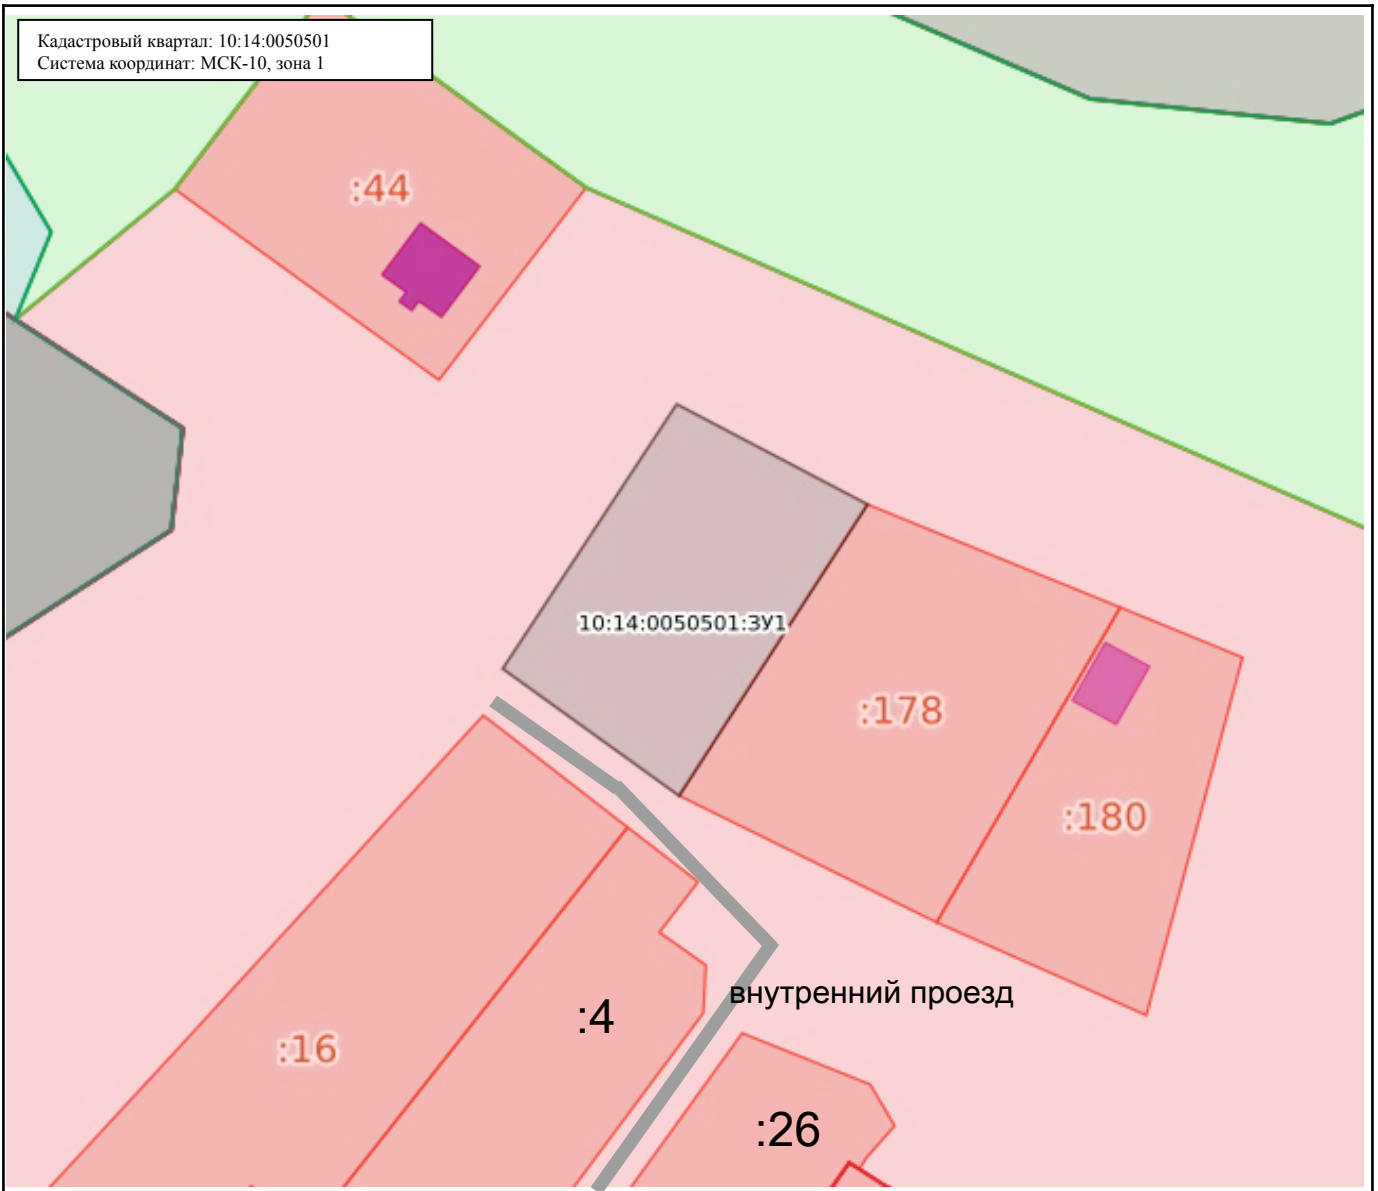 Кадастровый квартал: 10:14:0050501
Система координат: МСК-10, зона 1
:44
10:14:0050501:ЗУ1
:178
:180
внутренний проезд
:4
:16
:26